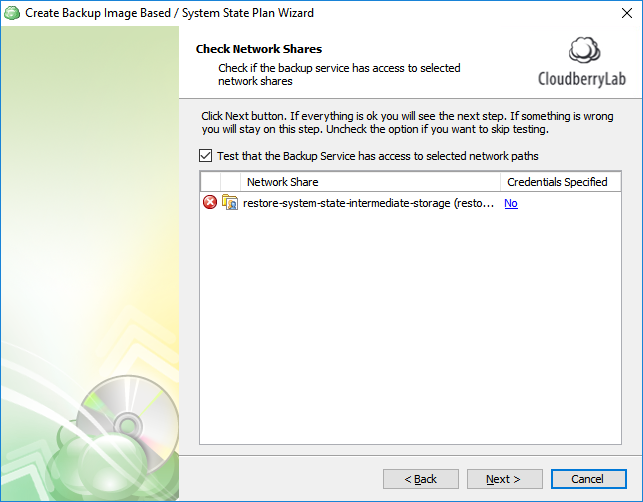 Create Backup Image Based / System State Plan Wizard
Check Network Shares
Check if the backup service has access to selected
network shares
CloudberryLab
Click Next button. If everything is ok you will see the next step. If something is wrong
you will stay on this step. Uncheck the option if you want to skip testing.
Test that the Backup Service has access to selected network paths
Network Share Credentials Specified
restore-system-state-intermediate-storage (resto... No
< Back Next > Cancel